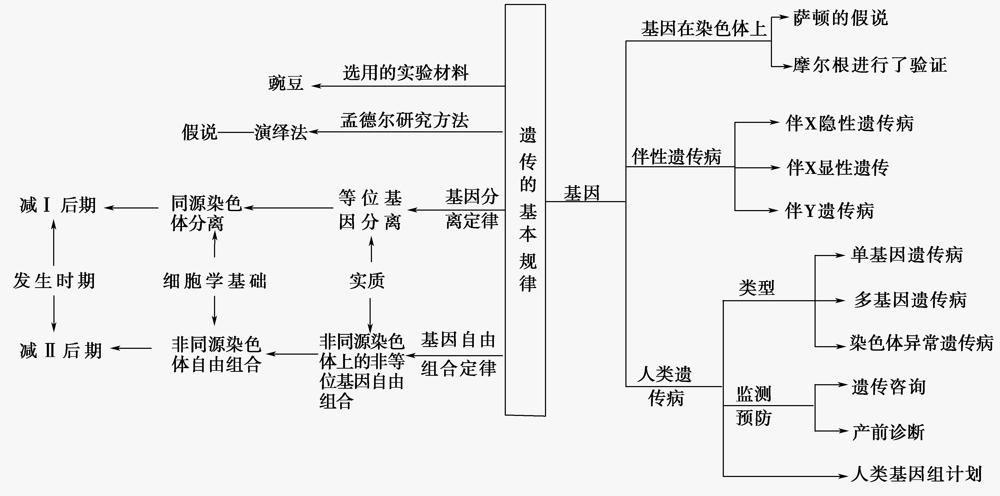 选用的实验材料
豌豆
孟德尔研究方法
假说——演绎法
基因分
离定律
等位基
因分离
同源染色
体分离
减Ⅰ 后期
发生时期
细胞学基础
实质
基因自由
组合定律
非同源染色
体上的非等
位基因自由
组合
非同源染色
体自由组合
减Ⅱ后期
遗传的基本规律
基因
基因在染色体上
萨顿的假说
摩尔根进行了验证
伴性遗传病
伴X隐性遗传病
伴X显性遗传
伴Y遗传病
人类遗
传病
类型
单基因遗传病
多基因遗传病
染色体异常遗传病
监测
预防
遗传咨询
产前诊断
人类基因组计划